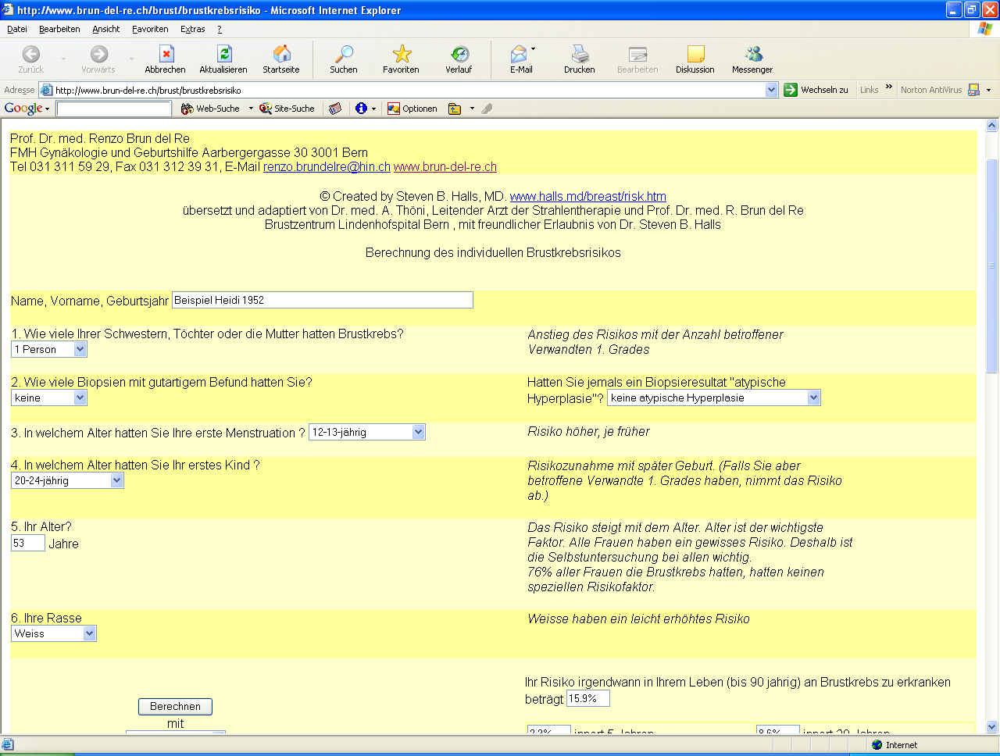 http://www.brun-del-re.ch/brust/brustkrebsrisiko - Microsoft Internet Explorer
Datei Bearbeiten Ansicht Favoriten Extras ?
Zurück Vorwärts Abbrechen Aktualisieren Startseite Suchen Favoriten Verlauf E-Mail Drucken Bearbeiten Diskussion Messenger
Adresse http://www.brun-del-re.ch/brust/brustkrebsrisiko Wechseln zu Links » Norton AntiVirus
Google Web-Suche Site-Suche Optionen
Prof. Dr. med. Renzo Brun del Re
FMH Gynäkologie und Geburtshilfe Aarbergergasse 30 3001 Bern
Tel 031 311 59 29, Fax 031 312 39 31, E-Mail renzo.brundelre@hin.ch www.brun-del-re.ch
© Created by Steven B. Halls, MD. www.halls.md/breast/risk.htm
übersetzt und adaptiert von Dr. med. A. Thöni, Leitender Arzt der Strahlentherapie und Prof. Dr. med. R. Brun del Re
Brustzentrum Lindenhofspital Bern , mit freundlicher Erlaubnis von Dr. Steven B. Halls
Berechnung des individuellen Brustkrebsrisikos
Name, Vorname, Geburtsjahr Beispiel Heidi 1952
1. Wie viele Ihrer Schwestern, Töchter oder die Mutter hatten Brustkrebs?
1 Person
Anstieg des Risikos mit der Anzahl betroffener
Verwandten 1. Grades
2. Wie viele Biopsien mit gutartigem Befund hatten Sie?
keine
Hatten Sie jemals ein Biopsieresultat "atypische
Hyperplasie"? keine atypische Hyperplasie
3. In welchem Alter hatten Sie Ihre erste Menstruation ? 12-13-jährig
Risiko höher, je früher
4. In welchem Alter hatten Sie Ihr erstes Kind ?
20-24-jährig
Risikozunahme mit später Geburt. (Falls Sie aber
betroffene Verwandte 1. Grades haben, nimmt das Risiko
ab.)
5. Ihr Alter?
53 Jahre
Das Risiko steigt mit dem Alter. Alter ist der wichtigste
Faktor. Alle Frauen haben ein gewisses Risiko. Deshalb ist
die Selbstuntersuchung bei allen wichtig.
76% aller Frauen die Brustkrebs hatten, hatten keinen
speziellen Risikofaktor.
6. Ihre Rasse
Weiss
Weisse haben ein leicht erhöhtes Risiko
Berechnen
mit
Ihr Risiko irgendwann in Ihrem Leben (bis 90 jahrig) an Brustkrebs zu erkranken
beträgt 15.9%
innert 5 Jahren
Internet